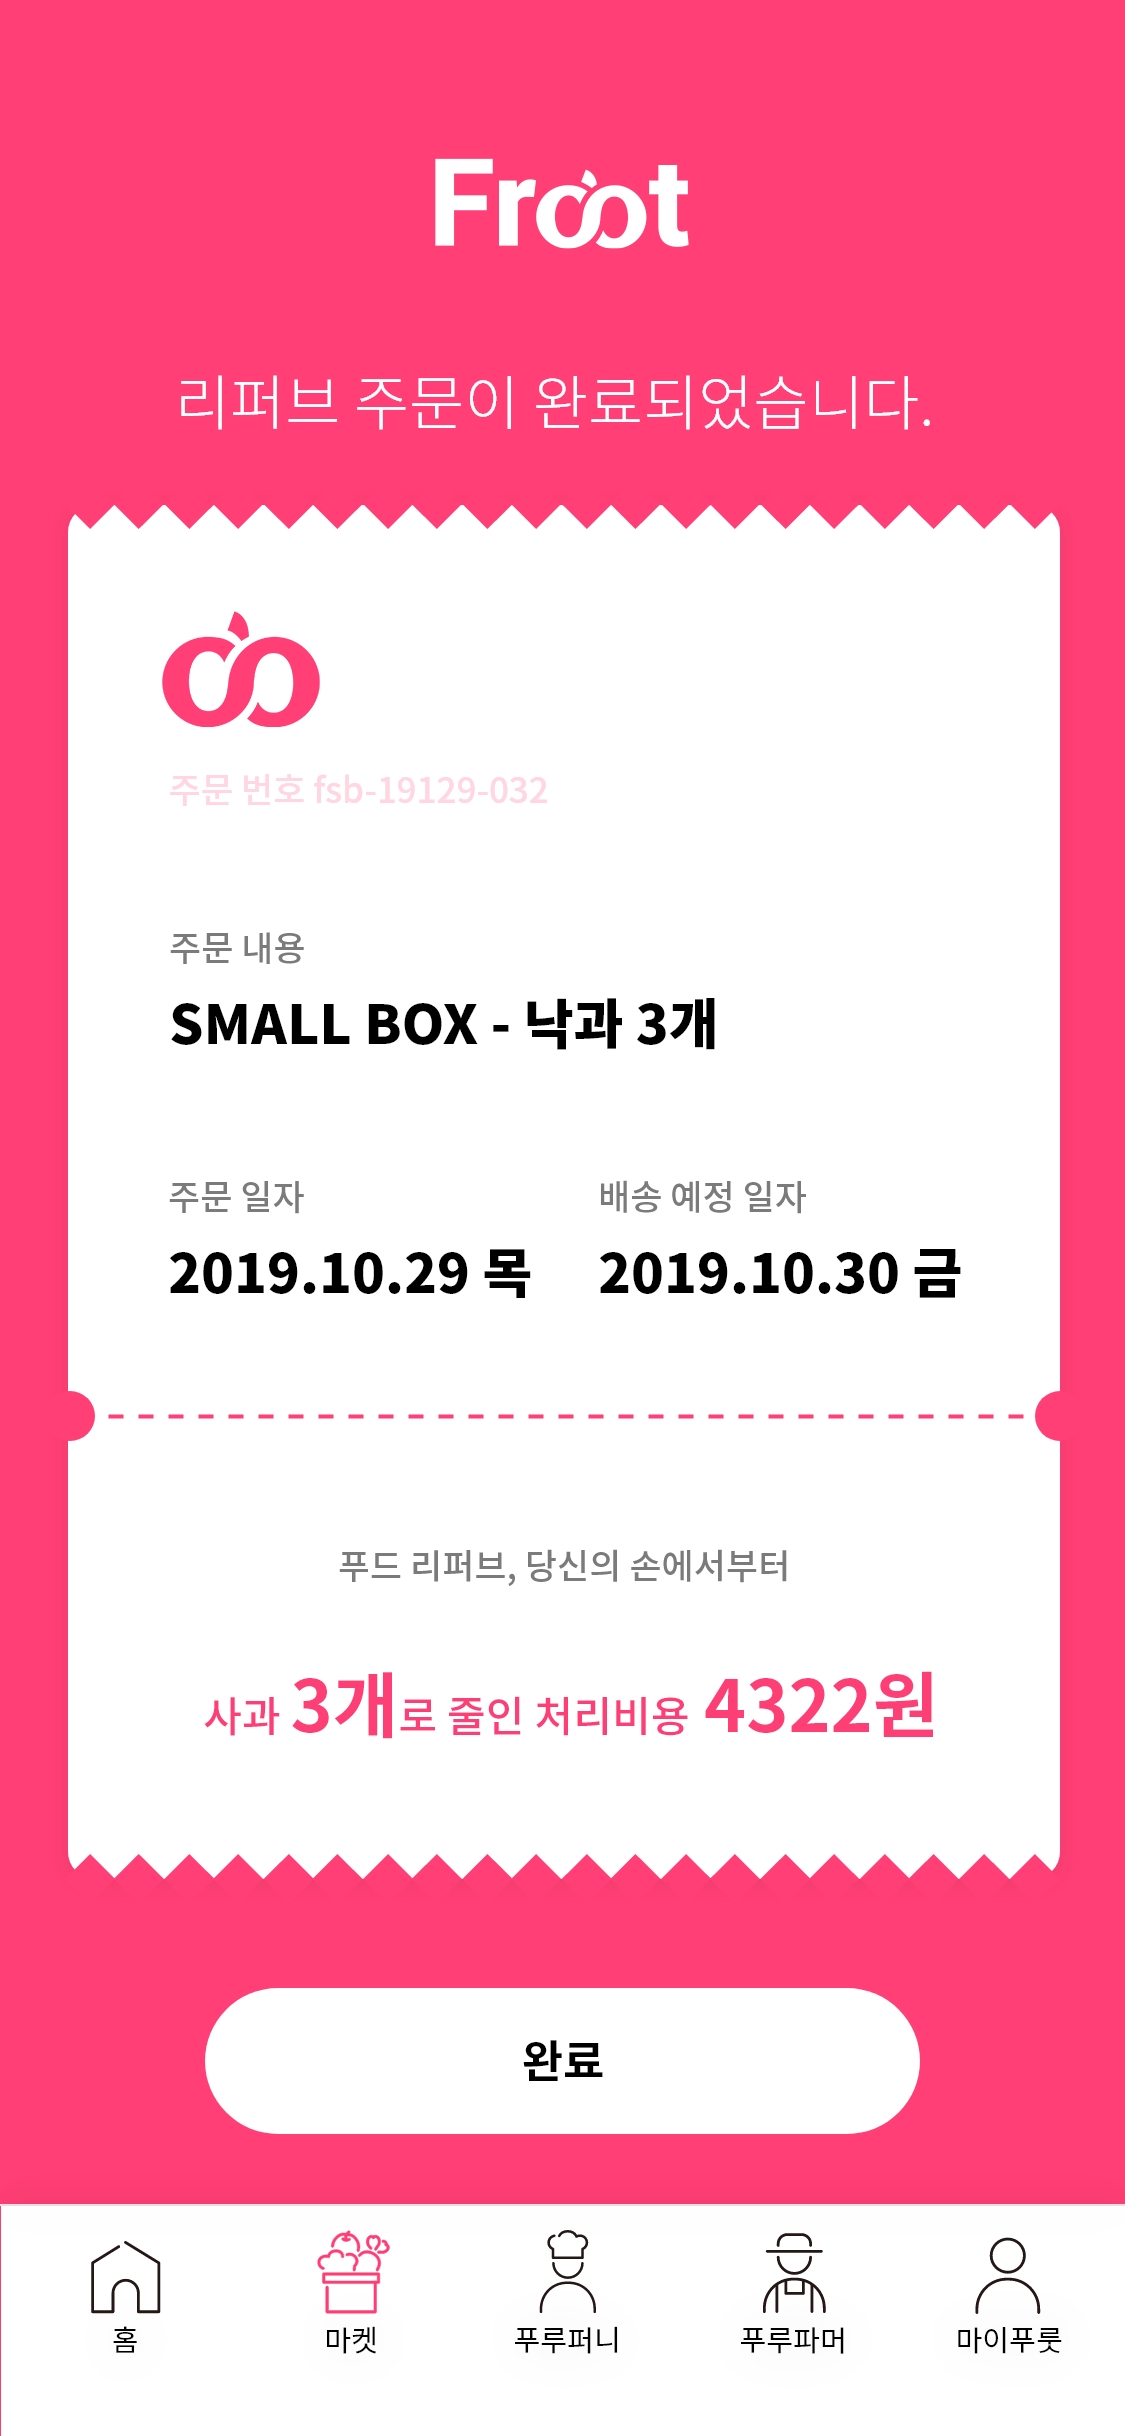 Froot
리퍼브 주문이 완료되었습니다.
주문 번호 fsb-19129-032
주문 내용
SMALL BOX - 낙과 3개
주문 일자
2019.10.29 목
배송 예정 일자
2019.10.30 금
푸드 리퍼브, 당신의 손에서부터
사과 3개로 줄인 처리비용 4322원
완료
홈
마켓
푸루퍼니
푸루파머
마이푸룻